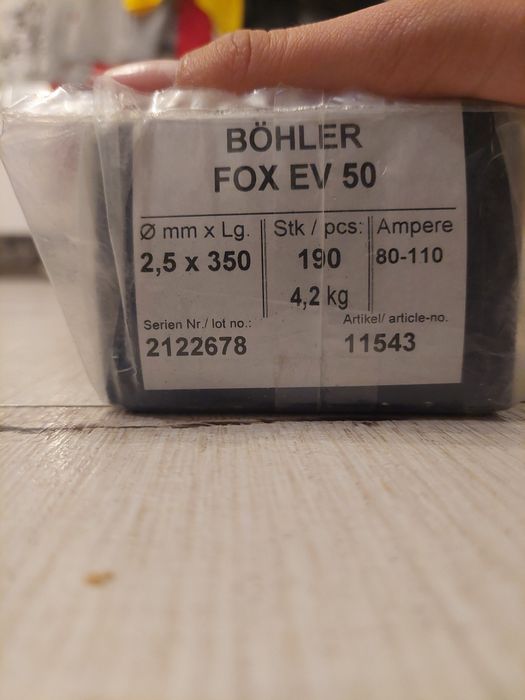 BÖHLER
FOX EV 50
Ø mm x Lg. Stk / pcs: Ampere
2,5 x 350 190 80-110
4,2 kg
Serien Nr./ lot no.: Artikel/ article-no.
2122678 11543